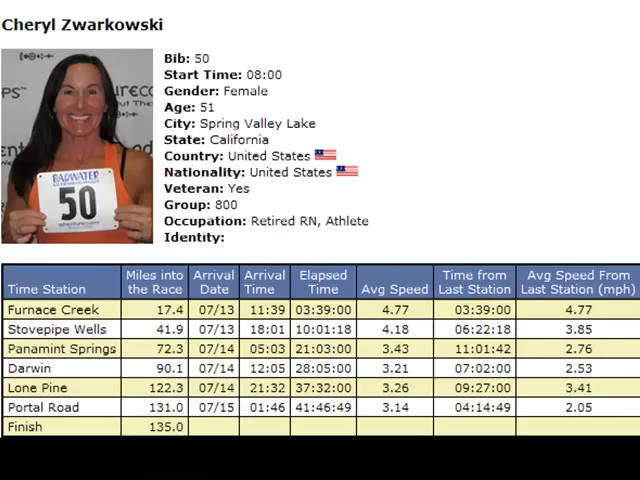 Cheryl Zwarkowski
Bib: 50
Start Time: 08:00
Gender: Female
Age: 51
City: Spring Valley Lake
State: California
Country: United States
Nationality: United States
Veteran: Yes
Group: 800
Occupation: Retired RN, Athlete
Identity:
BADWATER
50
Time Station Miles into the Race Arrival Date Arrival Time Elapsed Time Avg Speed Time from Last Station Avg Speed From Last Station (mph)
Furnace Creek 17.4 07/13 11:39 03:39:00 4.77 03:39:00 4.77
Stovepipe Wells 41.9 07/13 18:01 10:01:18 4.18 06:22:18 3.85
Panamint Springs 72.3 07/14 05:03 21:03:00 3.43 11:01:42 2.76
Darwin 90.1 07/14 12:05 28:05:00 3.21 07:02:00 2.53
Lone Pine 122.3 07/14 21:32 37:32:00 3.26 09:27:00 3.41
Portal Road 131.0 07/15 01:46 41:46:49 3.14 04:14:49 2.05
Finish 135.0